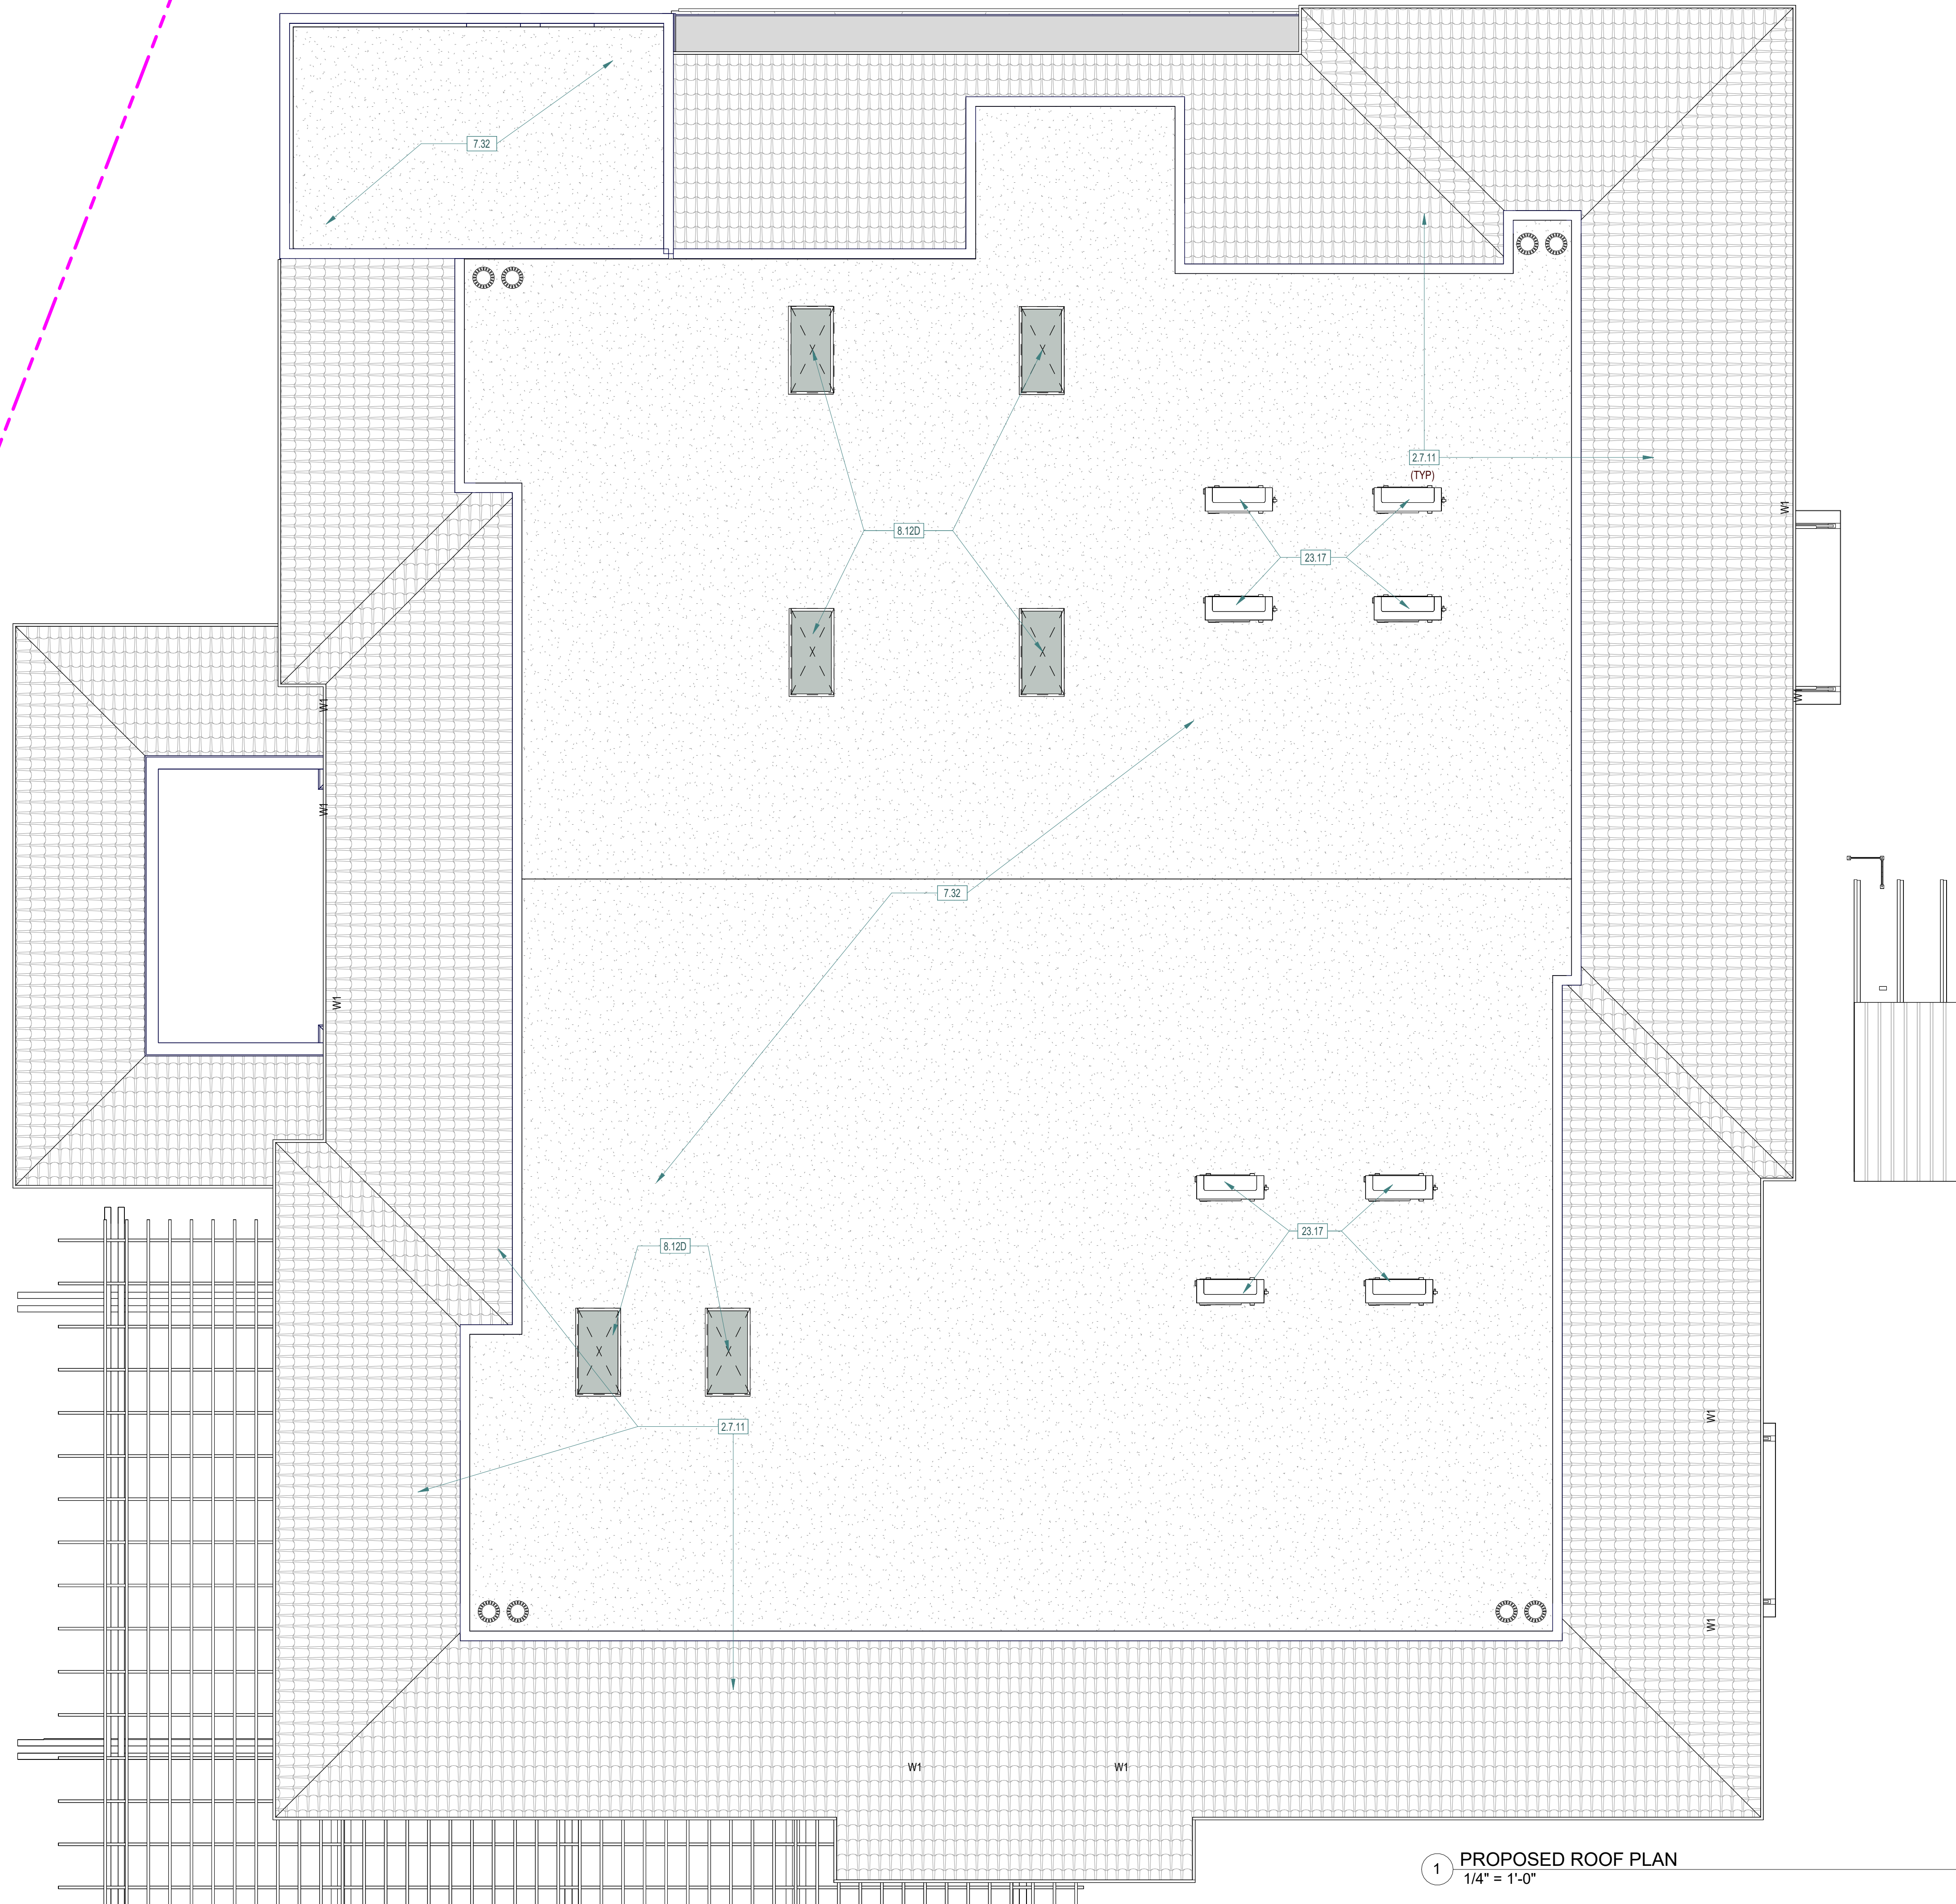 7.32
2.7.11
(TYP)
W1
8.12D
23.17
W1
W
W1
7.32
W1
23.17
8.12D
W1
2.7.11
W1
W1
W1
1
PROPOSED ROOF PLAN
1/4" = 1'-0"